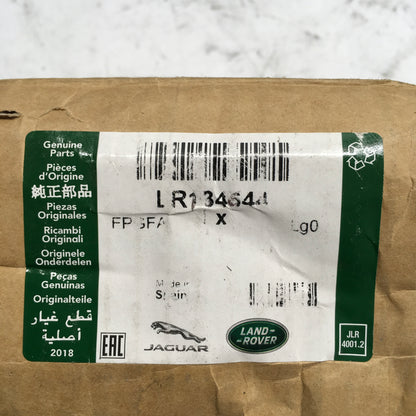 Genuine
Parts
Pièces
d'Origine
純正部品
Piezas
Originales
Ricambi
Originali
Originele
Onderdelen
Peças
Genuinas
Originalteile
قطع غيار
أصلية
2018
LR134644
X
Made in
Spain
EAC
JAGUAR
LAND-
ROVER
JLR
4001.2